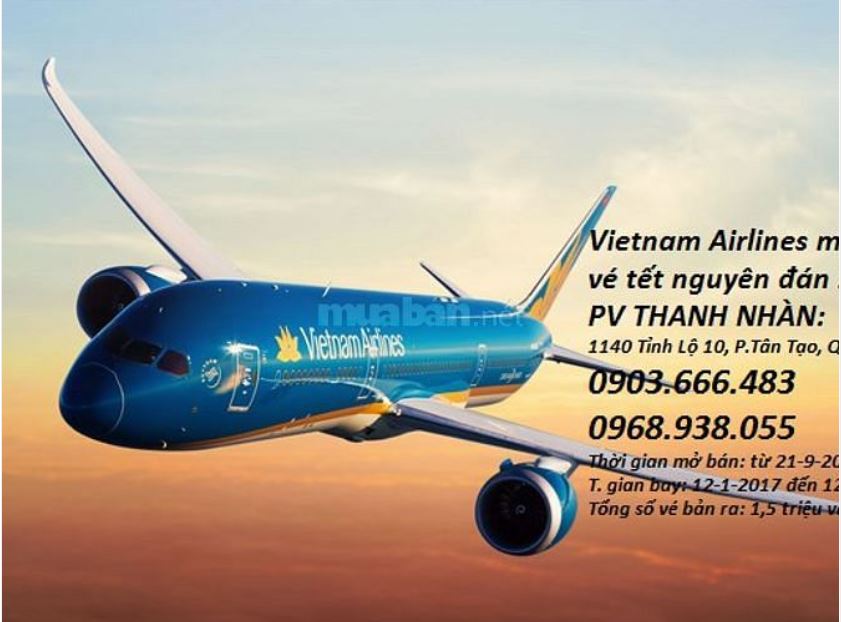 Vietnam Airlines m
vé tết nguyên đán
PV THANH NHÀN:
1140 Tỉnh Lộ 10, P.Tân Tạo, Q
0903.666.483
0968.938.055
Thời gian mở bán: từ 21-9-20
T. gian bay: 12-1-2017 đến 12
Tổng số vé bản ra: 1,5 triệu v
muaban.net
Vietnam Airlines